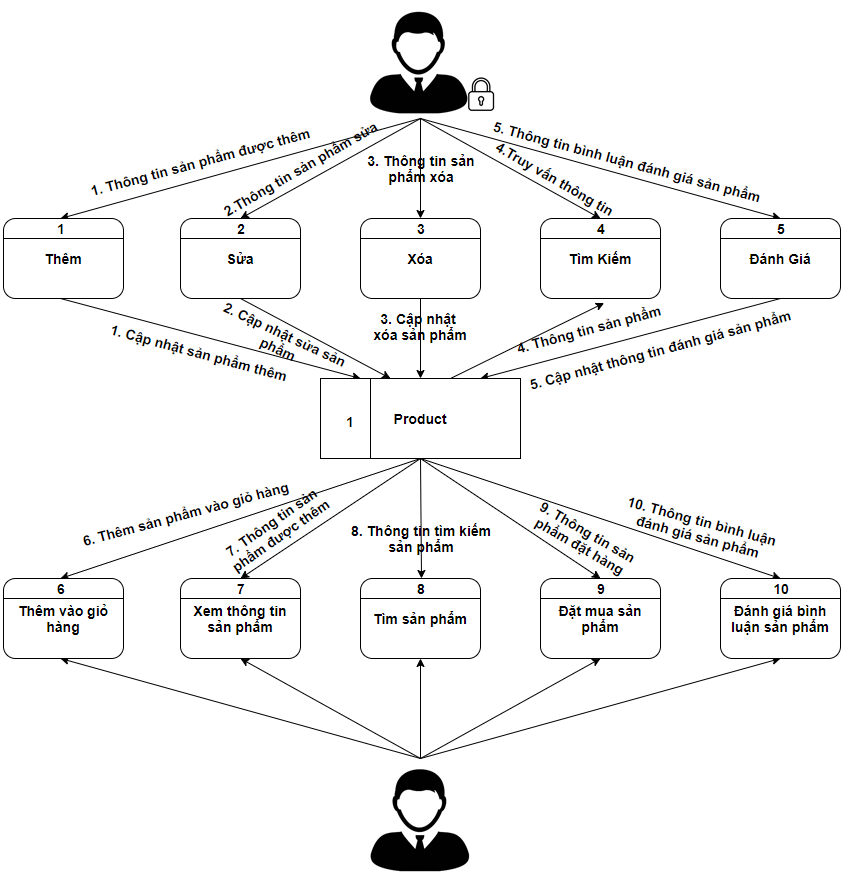 1. Thông tin sản phẩm được thêm
2.Thông tin sản phẩm sửa
3. Thông tin sản
phẩm xóa
4.Truy vấn thông tin
5. Thông tin bình luận đánh giá sản phẩm
1
Thêm
2
Sửa
3
Xóa
4
Tìm Kiếm
5
Đánh Giá
1. Cập nhật sản phẩm thêm
2. Cập nhật sửa sản
phẩm
3. Cập nhật
xóa sản phẩm
4. Thông tin sản phẩm
5. Cập nhật thông tin đánh giá sản phẩm
1
Product
6. Thêm sản phẩm vào giỏ hàng
7. Thông tin sản
phẩm được thêm
8. Thông tin tìm kiếm
sản phẩm
9. Thông tin sản
phẩm đặt hàng
10. Thông tin bình luận
đánh giá sản phẩm
6
Thêm vào giỏ
hàng
7
Xem thông tin
sản phẩm
8
Tìm sản phẩm
9
Đặt mua sản
phẩm
10
Đánh giá bình
luận sản phẩm